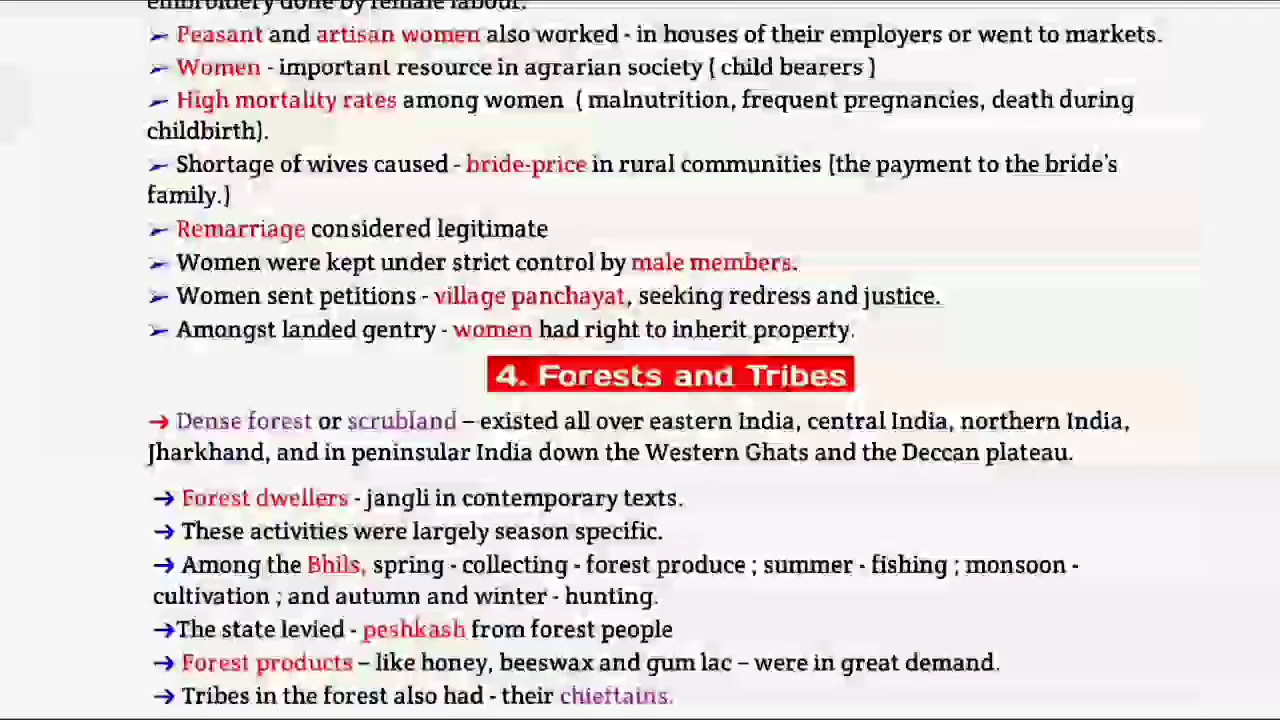 embroidery done by female labour.
➢ Peasant and artisan women also worked - in houses of their employers or went to markets.
➢ Women - important resource in agrarian society ( child bearers )
➢ High mortality rates among women ( malnutrition, frequent pregnancies, death during
childbirth).
➢ Shortage of wives caused - bride-price in rural communities [the payment to the bride's
family.]
➢ Remarriage considered legitimate
➢ Women were kept under strict control by male members.
➢ Women sent petitions - village panchayat, seeking redress and justice.
➢ Amongst landed gentry - women had right to inherit property.
4. Forests and Tribes
→ Dense forest or scrubland – existed all over eastern India, central India, northern India,
Jharkhand, and in peninsular India down the Western Ghats and the Deccan plateau.
→ Forest dwellers - jangli in contemporary texts.
→ These activities were largely season specific.
→ Among the Bhils, spring - collecting - forest produce ; summer - fishing ; monsoon -
cultivation ; and autumn and winter - hunting.
→The state levied - peshkash from forest people
→ Forest products – like honey, beeswax and gum lac – were in great demand.
→ Tribes in the forest also had - their chieftains.